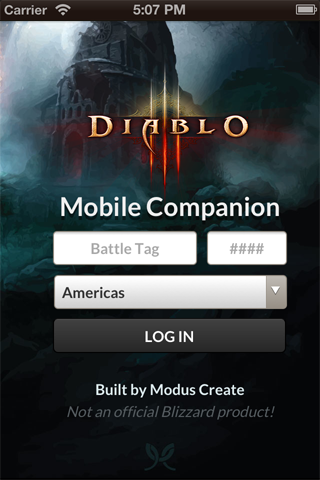 Carrier 5:07 PM
DIABLO
III
Mobile Companion
Battle Tag ####
Americas
LOG IN
Built by Modus Create
Not an official Blizzard product!